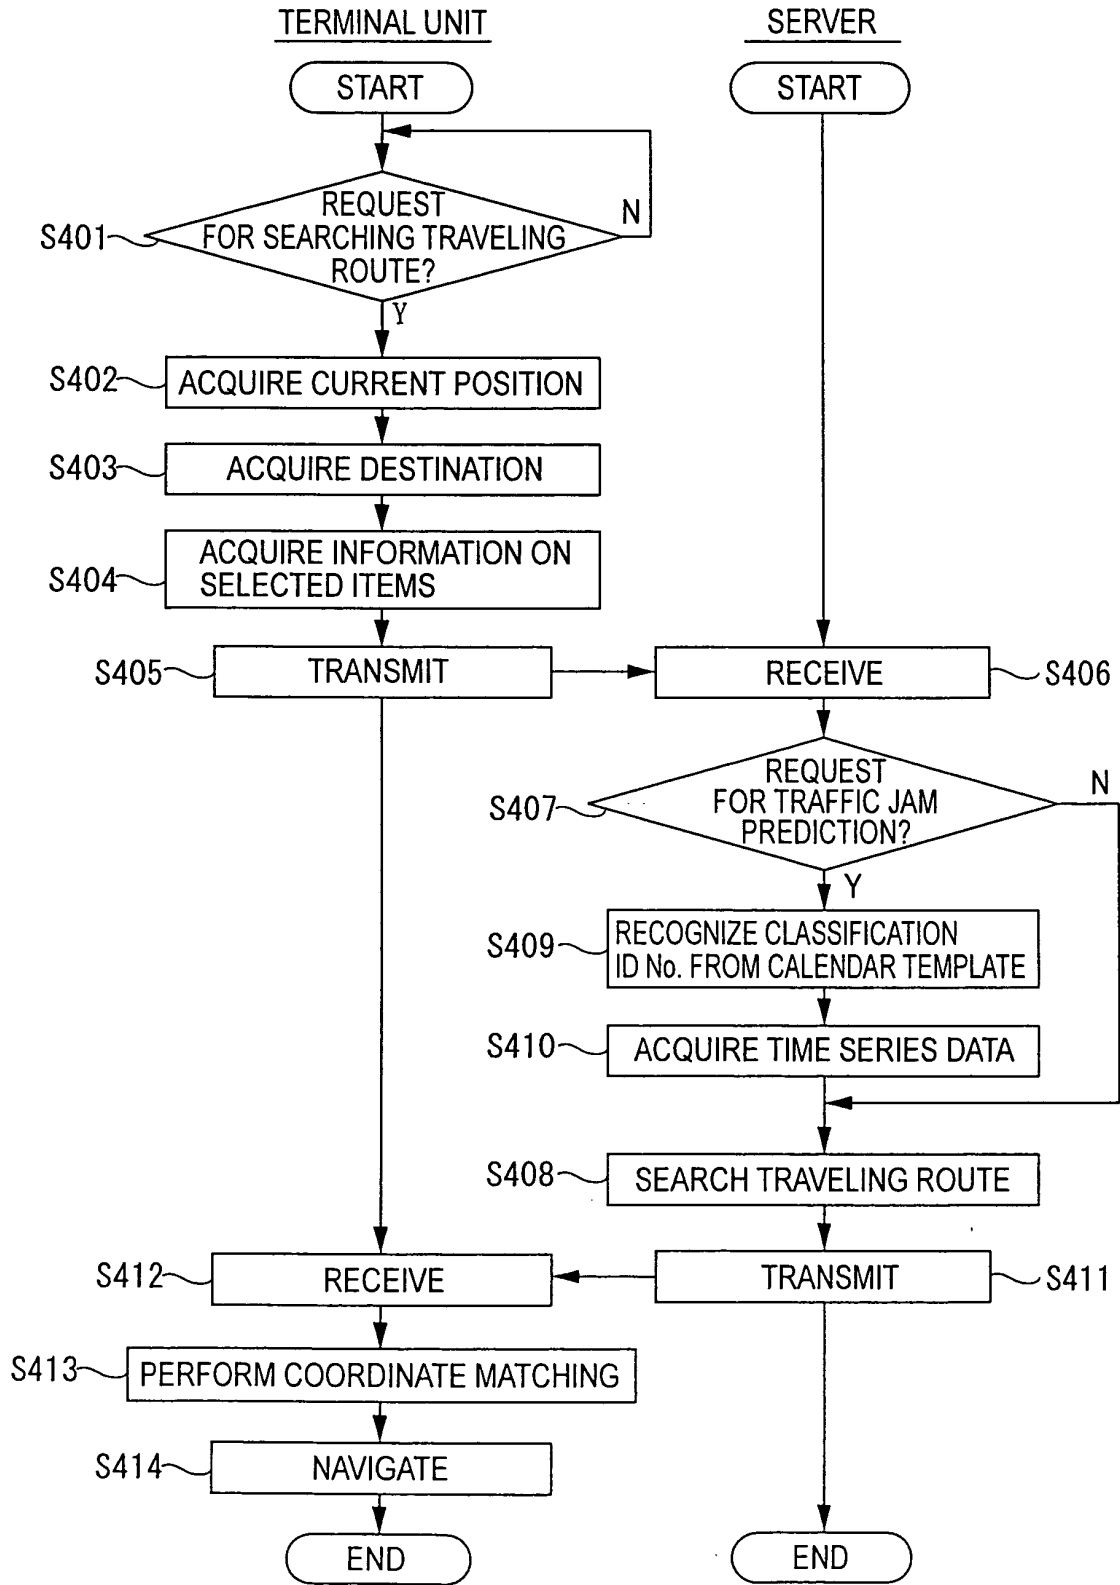 TERMINAL UNIT
SERVER
START
START
REQUEST
FOR SEARCHING TRAVELING
ROUTE?
N
S401
Y
S402
ACQUIRE CURRENT POSITION
S403
ACQUIRE DESTINATION
S404
ACQUIRE INFORMATION ON
SELECTED ITEMS
S405
TRANSMIT
RECEIVE
S406
REQUEST
FOR TRAFFIC JAM
PREDICTION?
N
S407
Y
S409
RECOGNIZE CLASSIFICATION
ID No. FROM CALENDAR TEMPLATE
S410
ACQUIRE TIME SERIES DATA
S408
SEARCH TRAVELING ROUTE
S412
RECEIVE
TRANSMIT
S411
S413
PERFORM COORDINATE MATCHING
S414
NAVIGATE
END
END